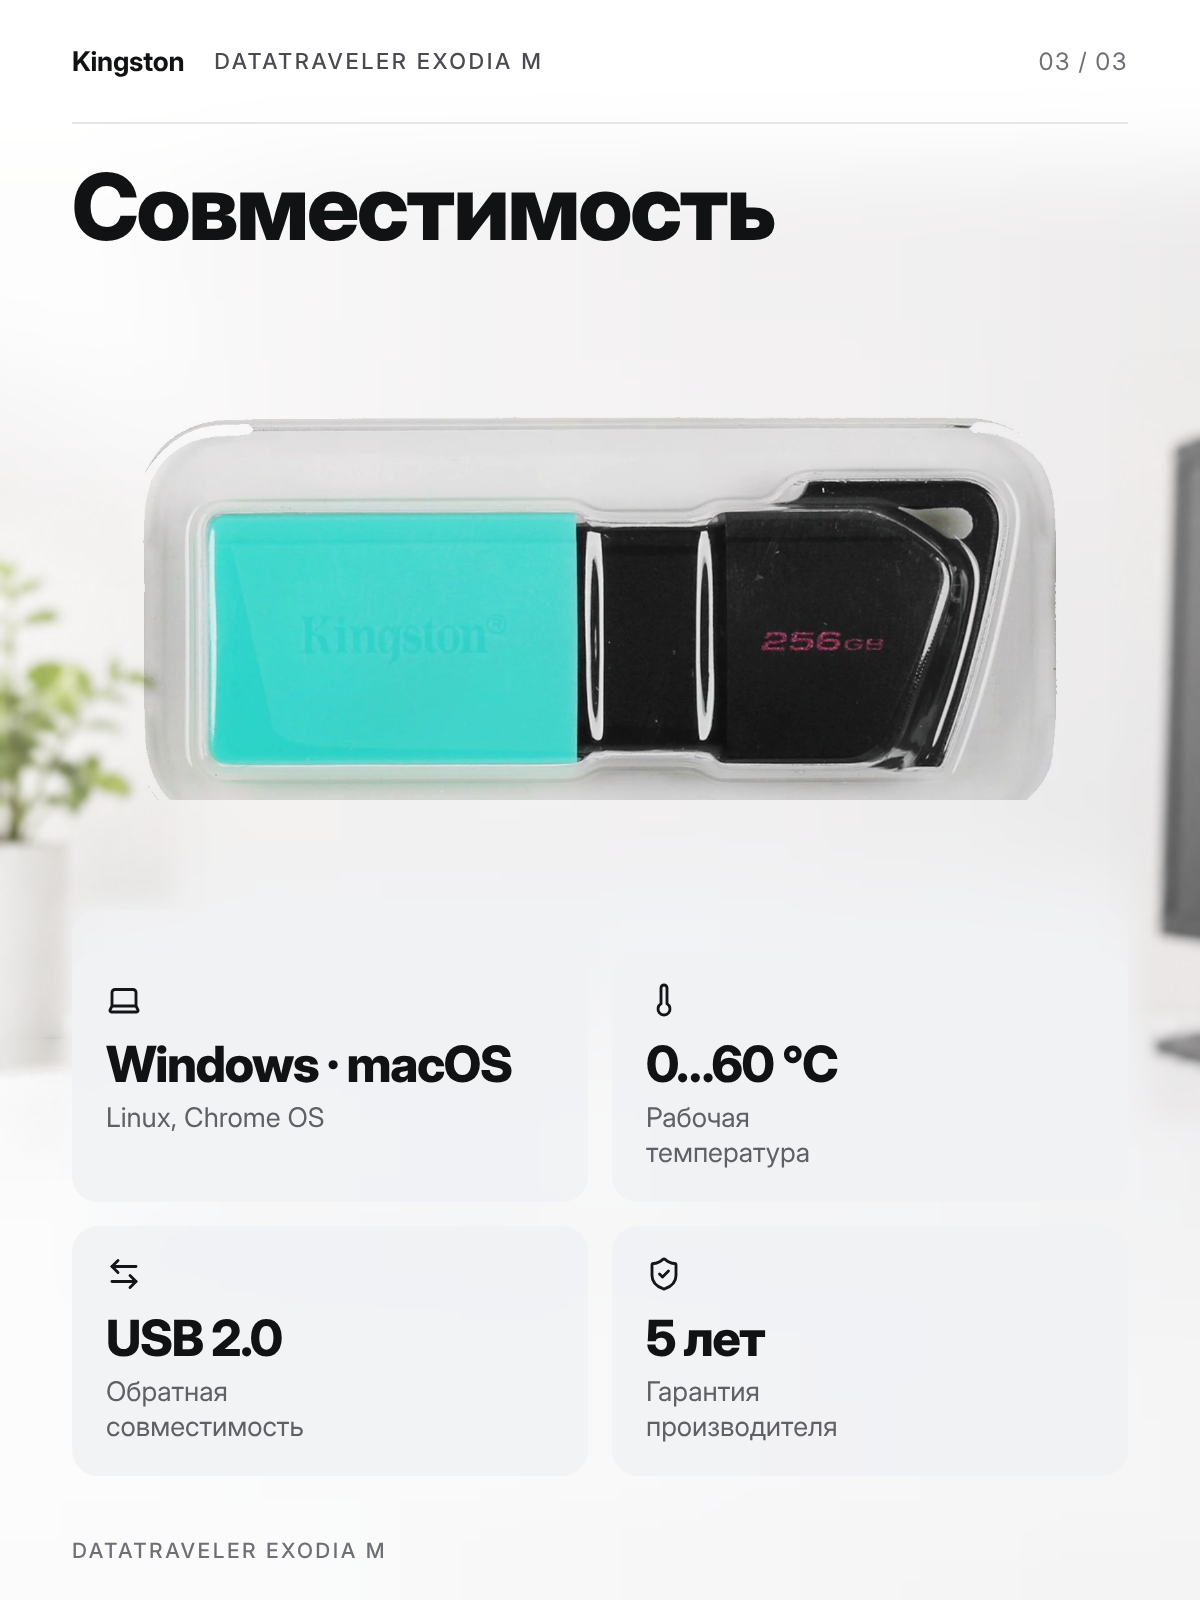 Kingston DATATRAVELER EXODIA M 03 / 03
Совместимость
Kingston®
256GB
Windows · macOS
Linux, Chrome OS
0...60 °C
Рабочая
температура
USB 2.0
Обратная
совместимость
5 лет
Гарантия
производителя
DATATRAVELER EXODIA M